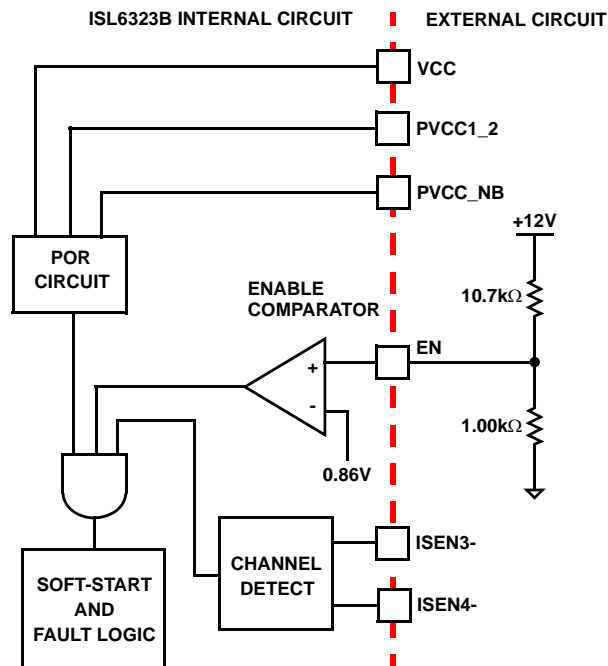 ISL6323B INTERNAL CIRCUIT
EXTERNAL CIRCUIT
VCC
PVCC1_2
PVCC_NB
+12V
POR
CIRCUIT
10.7kΩ
ENABLE
COMPARATOR
EN
+
-
1.00kΩ
0.86V
ISEN3-
CHANNEL
DETECT
ISEN4-
SOFT-START
AND
FAULT LOGIC